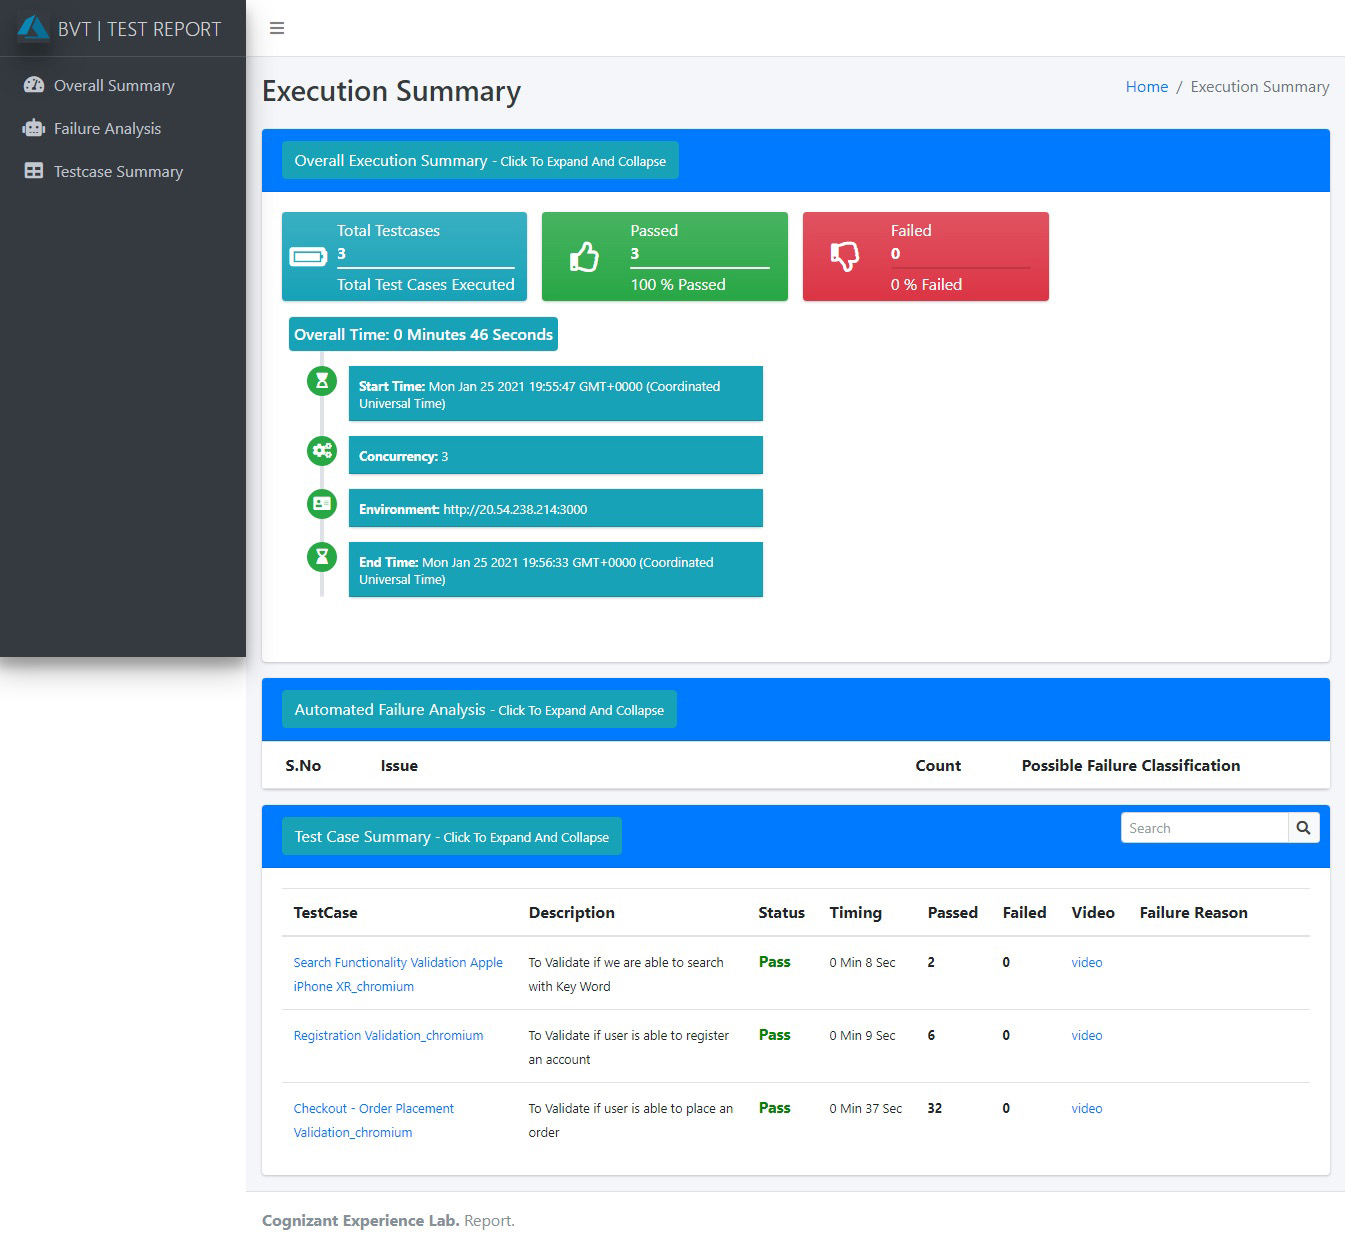 BVT | TEST REPORT
Overall Summary
Failure Analysis
Testcase Summary
Execution Summary
Home / Execution Summary
Overall Execution Summary - Click To Expand And Collapse
Total Testcases
3
Total Test Cases Executed
Passed
3
100 % Passed
Failed
0
0 % Failed
Overall Time: 0 Minutes 46 Seconds
Start Time: Mon Jan 25 2021 19:55:47 GMT+0000 (Coordinated
Universal Time)
Concurrency: 3
Environment: http://20.54.238.214:3000
End Time: Mon Jan 25 2021 19:56:33 GMT+0000 (Coordinated
Universal Time)
Automated Failure Analysis - Click To Expand And Collapse
S.No Issue Count Possible Failure Classification
Test Case Summary - Click To Expand And Collapse
Search
TestCase Description Status Timing Passed Failed Video Failure Reason
Search Functionality Validation Apple To Validate if we are able to search Pass 0 Min 8 Sec 2 0 video
iPhone XR_chromium with Key Word
Registration Validation_chromium To Validate if user is able to register Pass 0 Min 9 Sec 6 0 video
an account
Checkout - Order Placement To Validate if user is able to place an Pass 0 Min 37 Sec 32 0 video
Validation_chromium order
Cognizant Experience Lab. Report.